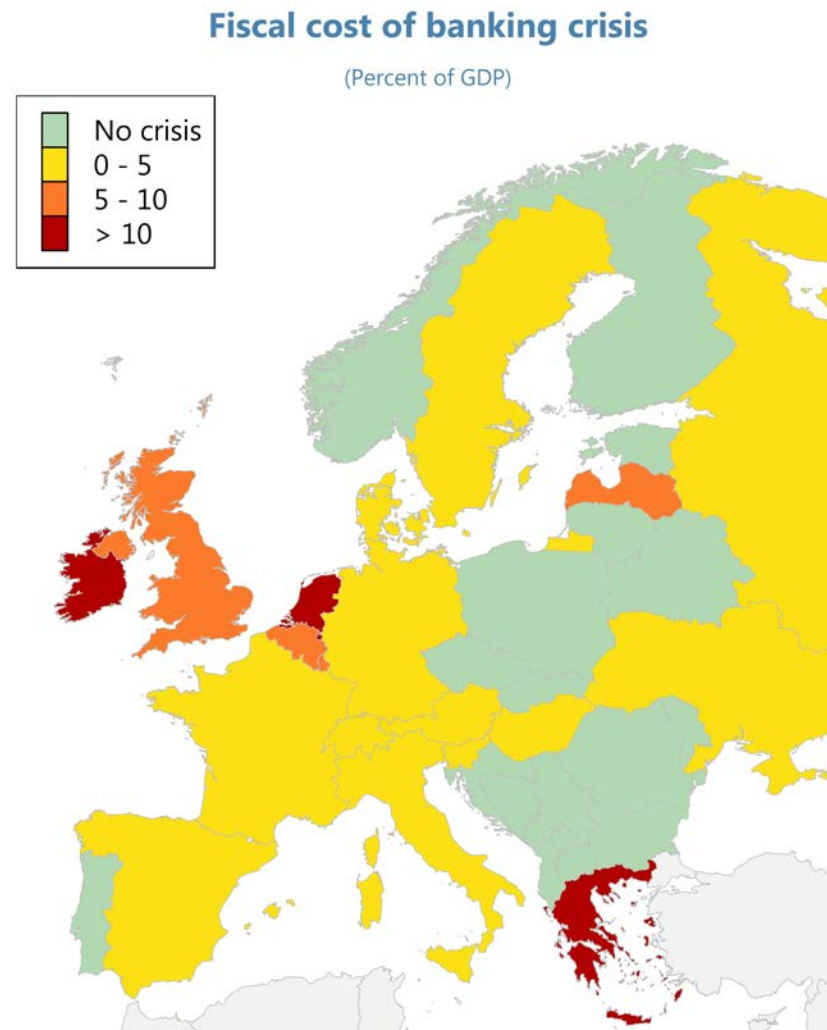 Fiscal cost of banking crisis
(Percent of GDP)
No crisis
0 - 5
5 - 10
> 10